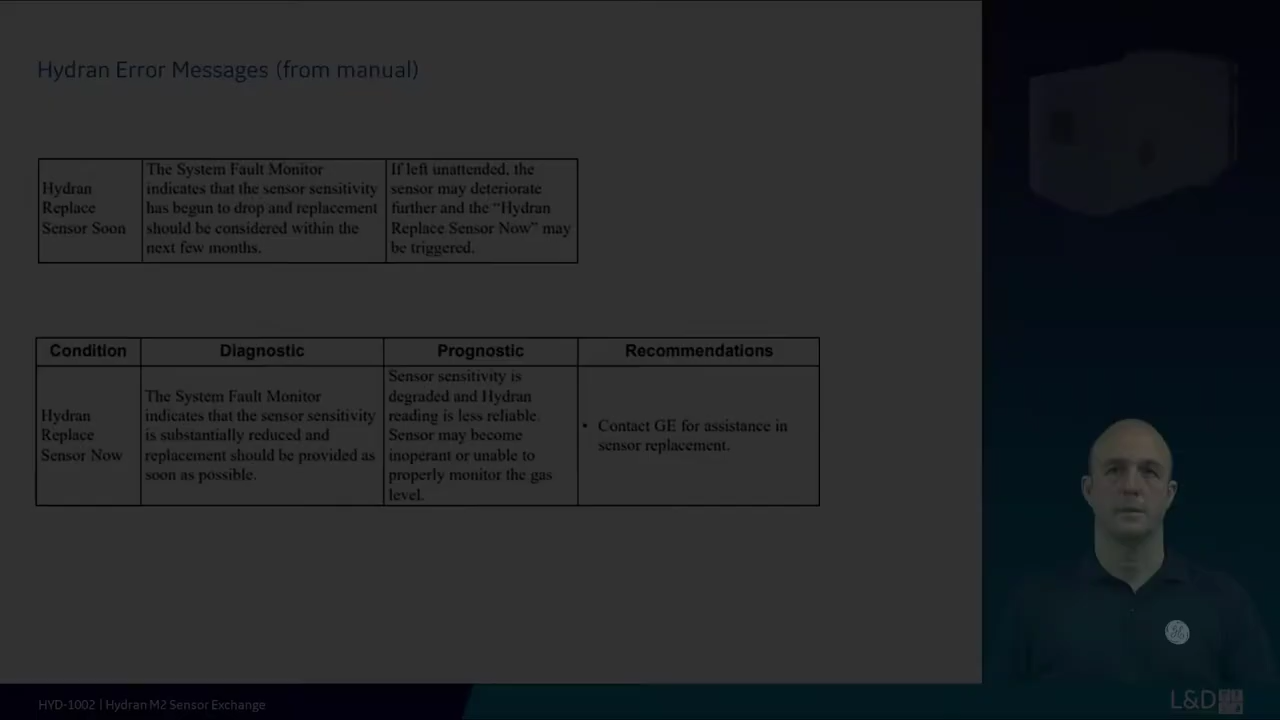 Hydran Error Messages (from manual)
Hydran
Replace
Sensor Soon
The System Fault Monitor
indicates that the sensor sensitivity
has begun to drop and replacement
should be considered within the
next few months.
If left unattended, the
sensor may deteriorate
further and the “Hydran
Replace Sensor Now” may
be triggered.
Condition
Diagnostic
Prognostic
Recommendations
Hydran
Replace
Sensor Now
The System Fault Monitor
indicates that the sensor sensitivity
is substantially reduced and
replacement should be provided as
soon as possible.
Sensor sensitivity is
degraded and Hydran
reading is less reliable.
Sensor may become
inoperant or unable to
properly monitor the gas
level.
• Contact GE for assistance in
sensor replacement.
HYD-1002 | Hydran M2 Sensor Exchange
L&D